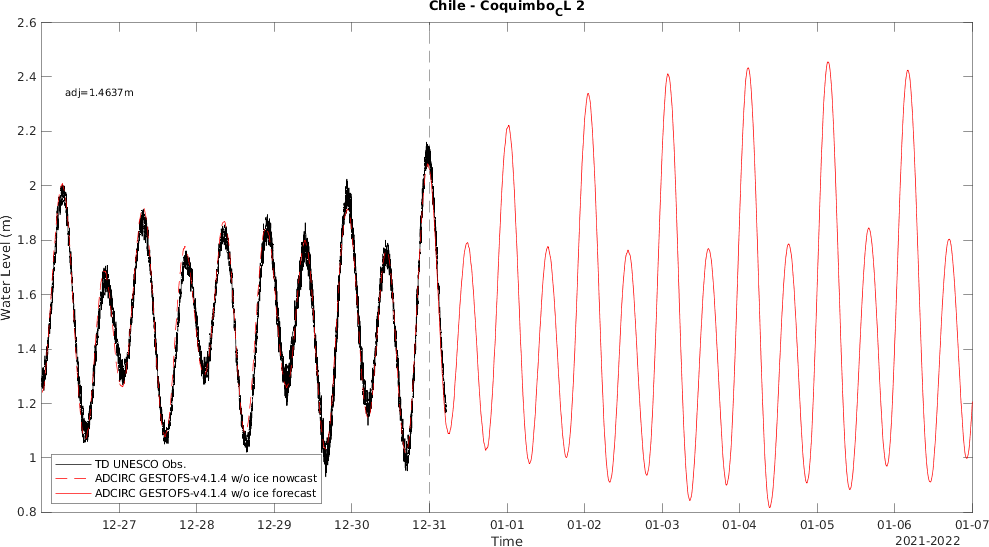 Chile - Coquimbo_CL 2
2.6
2.4
adj=1.4637m
2.2
2
1.8
1.6
1.4
1.2
1
0.8
Water Level (m)
TD UNESCO Obs.
ADCIRC GESTOFS-v4.1.4 w/o ice nowcast
ADCIRC GESTOFS-v4.1.4 w/o ice forecast
12-27 12-28 12-29 12-30 12-31 01-01 01-02 01-03 01-04 01-05 01-06 01-07
Time
2021-2022